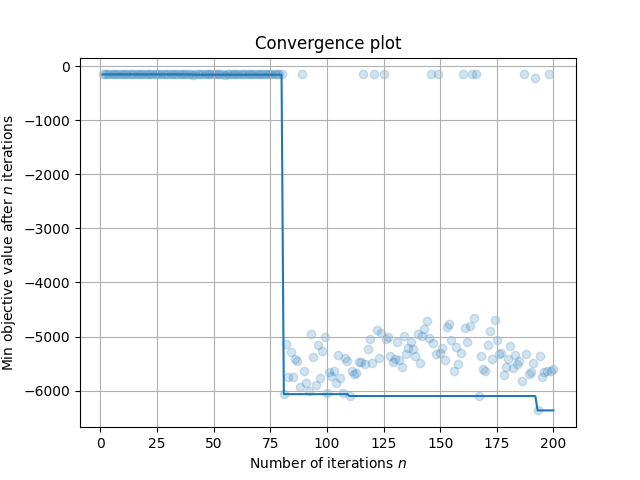 Convergence plot
Min objective value after n iterations
0
−1000
−2000
−3000
−4000
−5000
−6000
0 25 50 75 100 125 150 175 200
Number of iterations n